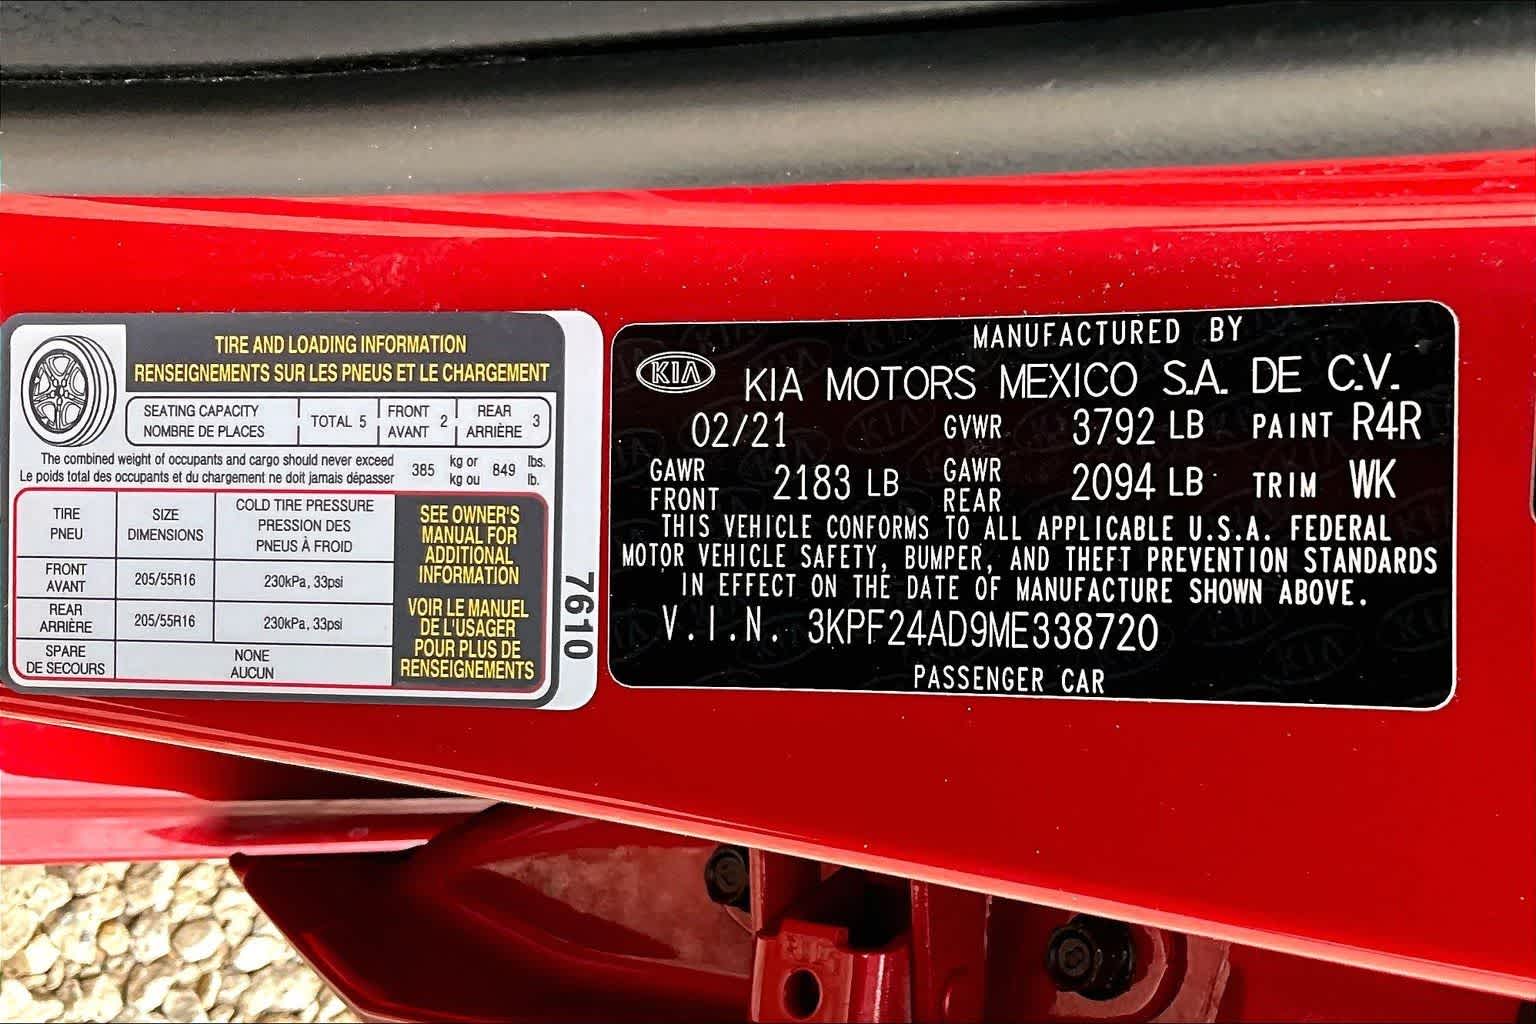 TIRE AND LOADING INFORMATION
RENSEIGNEMENTS SUR LES PNEUS ET LE CHARGEMENT
SEATING CAPACITY
NOMBRE DE PLACES
TOTAL 5
FRONT
AVANT 2
REAR
ARRIÈRE 3
The combined weight of occupants and cargo should never exceed
Le poids total des occupants et du chargement ne doit jamais dépasser
385
kg or
kg ou
849
lbs.
lb.
TIRE
PNEU
SIZE
DIMENSIONS
COLD TIRE PRESSURE
PRESSION DES
PNEUS À FROID
FRONT
AVANT
205/55R16
230kPa, 33psi
REAR
ARRIÈRE
205/55R16
230kPa, 33psi
SPARE
DE SECOURS
NONE
AUCUN
SEE OWNER'S
MANUAL FOR
ADDITIONAL
INFORMATION
VOIR LE MANUEL
DE L'USAGER
POUR PLUS DE
RENSEIGNEMENTS
7610
MANUFACTURED BY
KIA
KIA MOTORS MEXICO S.A. DE C.V.
02/21 GVWR 3792 LB PAINT R4R
GAWR
FRONT 2183 LB
GAWR
REAR 2094 LB TRIM WK
THIS VEHICLE CONFORMS TO ALL APPLICABLE U.S.A. FEDERAL
MOTOR VEHICLE SAFETY, BUMPER, AND THEFT PREVENTION STANDARDS
IN EFFECT ON THE DATE OF MANUFACTURE SHOWN ABOVE.
V.I.N. 3KPF24AD9ME338720
PASSENGER CAR